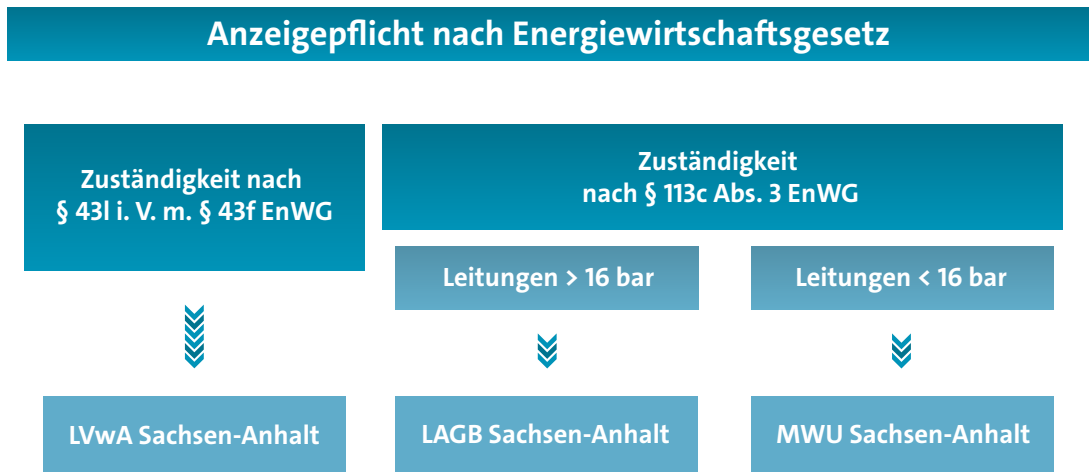 Anzeigepflicht nach Energiewirtschaftsgesetz
Zuständigkeit nach
§ 43l i. V. m. § 43f EnWG
Zuständigkeit
nach § 113c Abs. 3 EnWG
Leitungen > 16 bar
Leitungen < 16 bar
LVwA Sachsen-Anhalt
LAGB Sachsen-Anhalt
MWU Sachsen-Anhalt